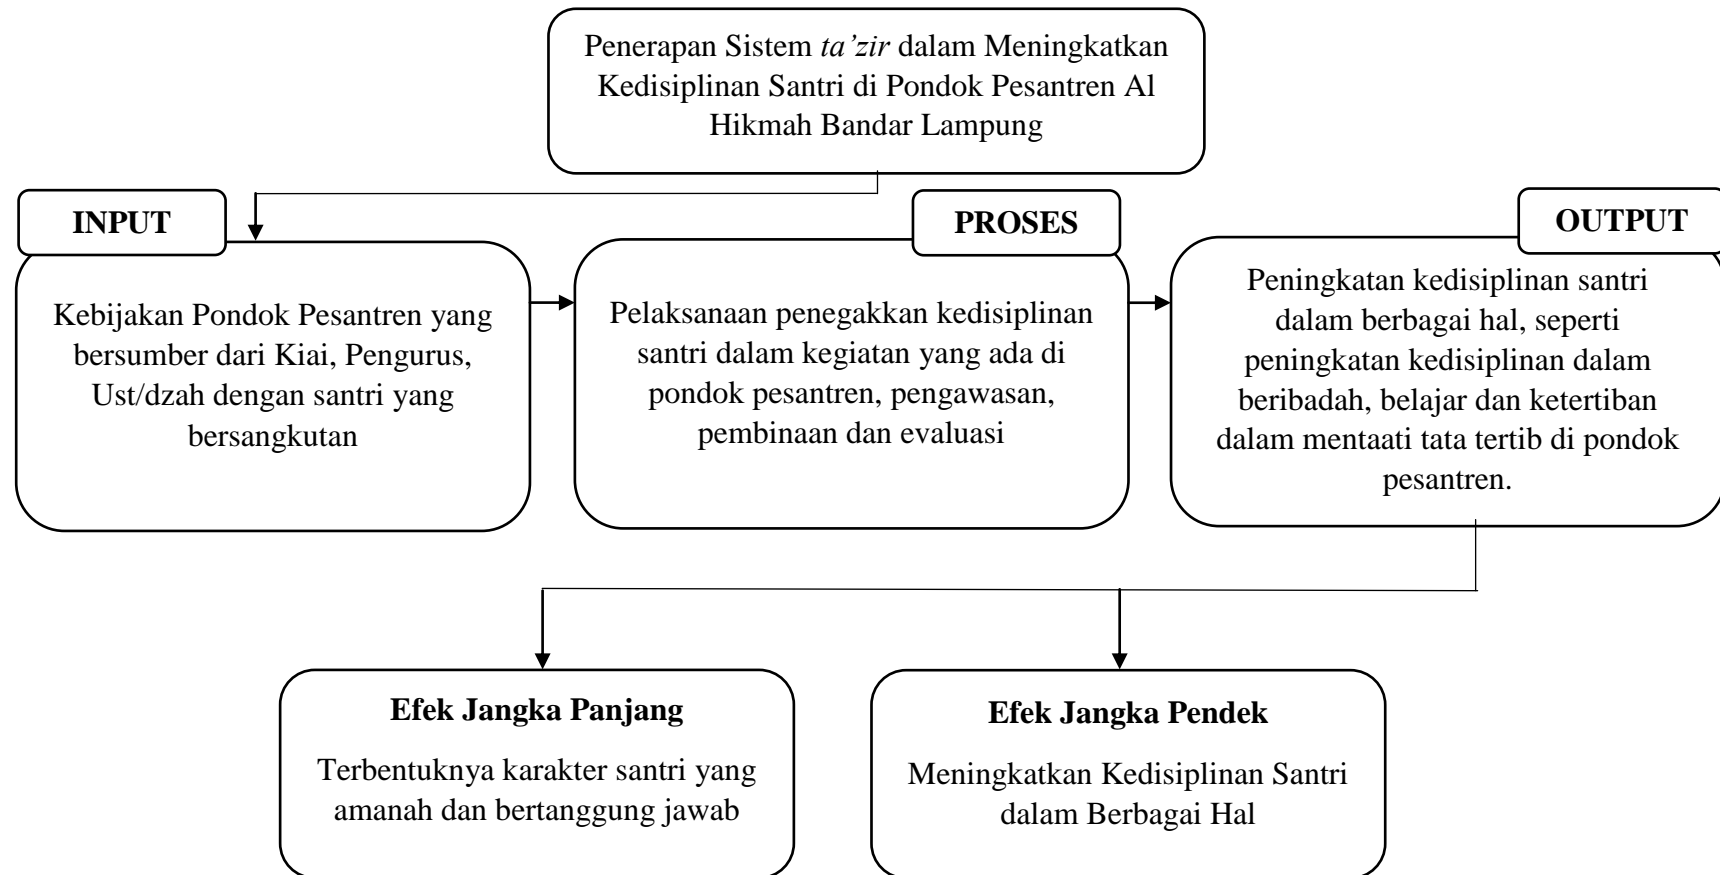 Penerapan Sistem ta’zir dalam Meningkatkan
Kedisiplinan Santri di Pondok Pesantren Al
Hikmah Bandar Lampung
INPUT
Kebijakan Pondok Pesantren yang
bersumber dari Kiai, Pengurus,
Ust/dzah dengan santri yang
bersangkutan
PROSES
Pelaksanaan penegakkan kedisiplinan
santri dalam kegiatan yang ada di
pondok pesantren, pengawasan,
pembinaan dan evaluasi
OUTPUT
Peningkatan kedisiplinan santri
dalam berbagai hal, seperti
peningkatan kedisiplinan dalam
beribadah, belajar dan ketertiban
dalam mentaati tata tertib di pondok
pesantren.
Efek Jangka Panjang
Terbentuknya karakter santri yang
amanah dan bertanggung jawab
Efek Jangka Pendek
Meningkatkan Kedisiplinan Santri
dalam Berbagai Hal